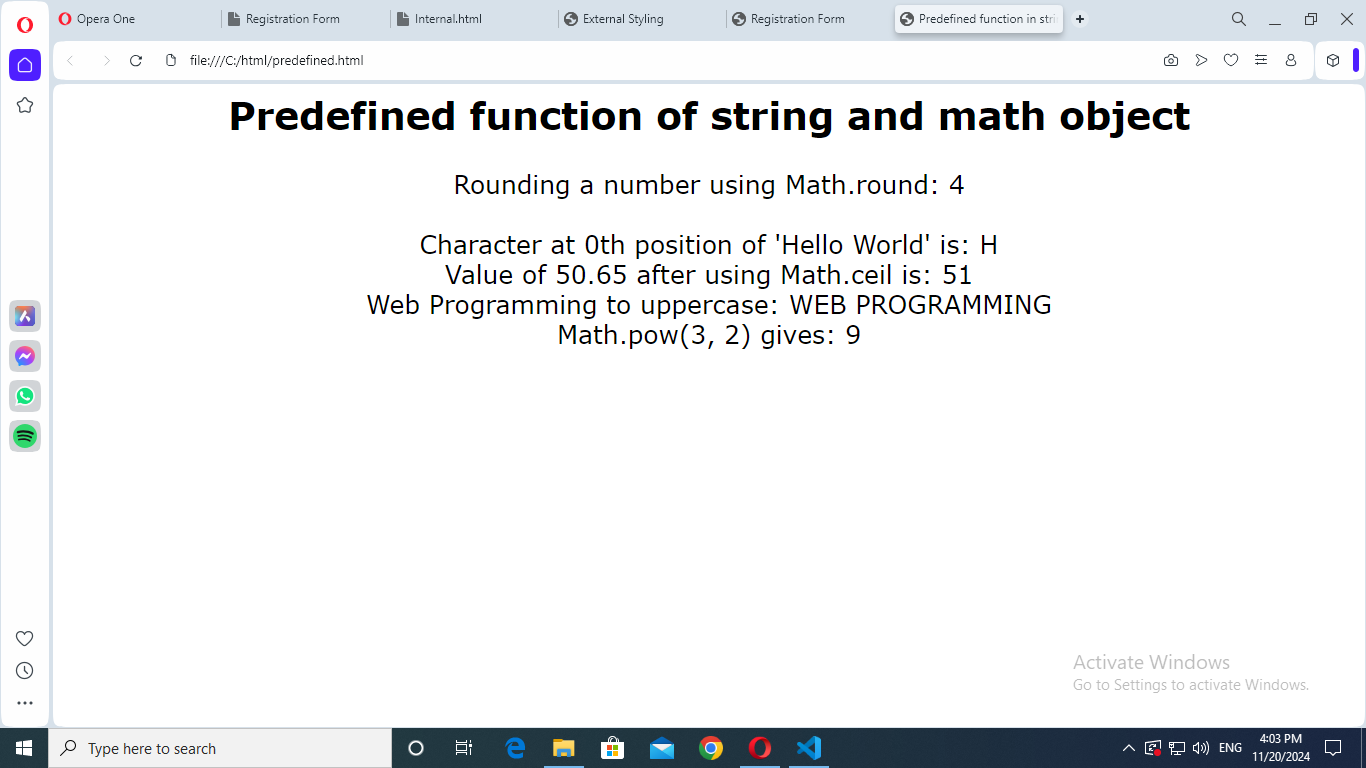 Opera One
Registration Form
Internal.html
External Styling
Registration Form
Predefined function in stri
file:///C:/html/predefined.html
Predefined function of string and math object
Rounding a number using Math.round: 4
Character at 0th position of 'Hello World' is: H
Value of 50.65 after using Math.ceil is: 51
Web Programming to uppercase: WEB PROGRAMMING
Math.pow(3, 2) gives: 9
Activate Windows
Go to Settings to activate Windows.
Type here to search
ENG
4:03 PM
11/20/2024